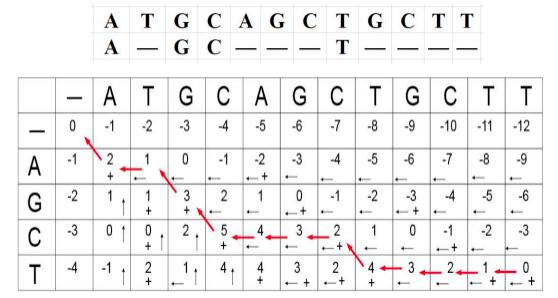 A T G C A G C T G C T T
A — G C — — — T — — —
— A T G C A G C T G C T T
— 0 -1 -2 -3 -4 -5 -6 -7 -8 -9 -10 -11 -12
A -1 2 1 0 -1 -2 -3 -4 -5 -6 -7 -8 -9
+ ← ← ← ← + ← ← ← ← ← ← ←
G -2 1 ↑ 1 3 2 1 0 -1 -2 -3 -4 -5 -6
+ + ← ← ← + ← ← ← + ← ← ←
C -3 0 ↑ 0 ↑ 2 ↑ 5 4 3 2 1 0 -1 -2 -3
+ + ← ← ← + ← ← ← + ← ←
T -4 -1 ↑ 2 1 ↑ 4 ↑ 4 3 2 4 3 2 1 0
+ ← + ← + ← + + ← ← ← + ← +